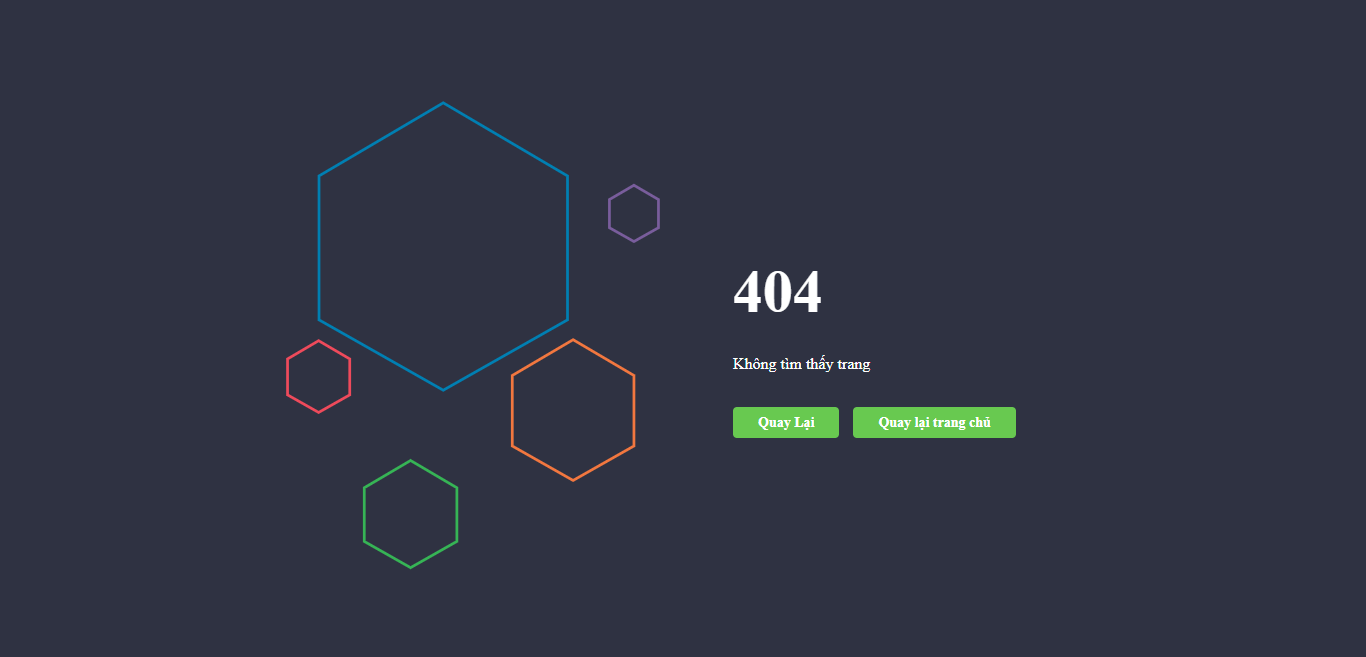 404
Không tìm thấy trang
Quay Lại
Quay lại trang chủ